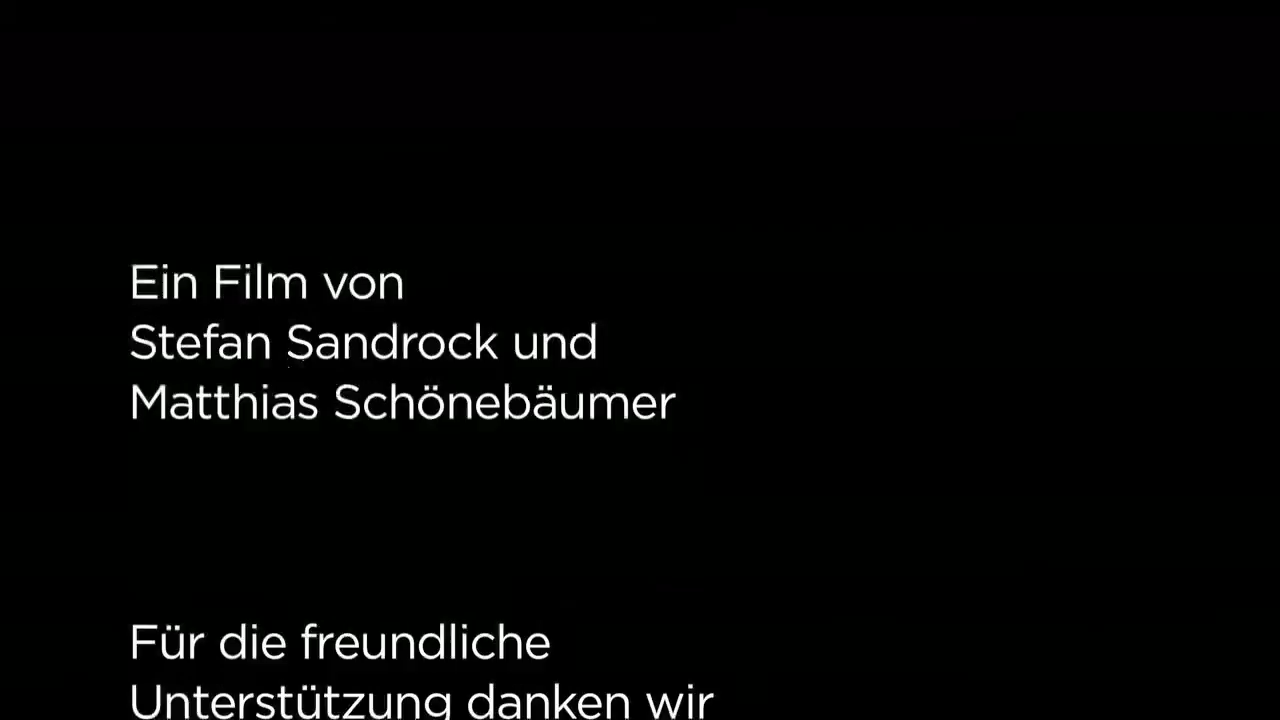 Ein Film von
Stefan Sandrock und
Matthias Schönebäumer
Für die freundliche
Unterstützung danken wir